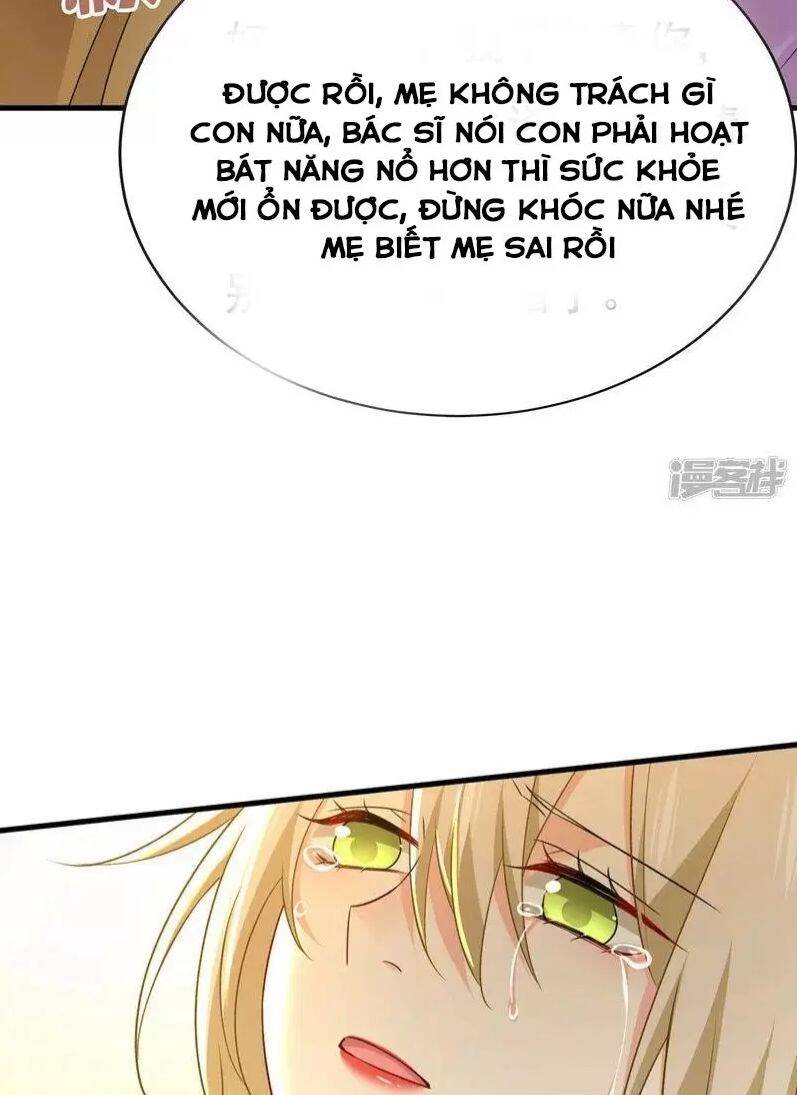 ĐƯỢC RỒI, MẸ KHÔNG TRÁCH GÌ
CON NỮA, BÁC SĨ NÓI CON PHẢI HOẠT
BÁT NĂNG NỔ HƠN THÌ SỨC KHỎE
MỚI ỔN ĐƯỢC, ĐỪNG KHÓC NỮA NHÉ
MẸ BIẾT MẸ SAI RỒI
漫客栈